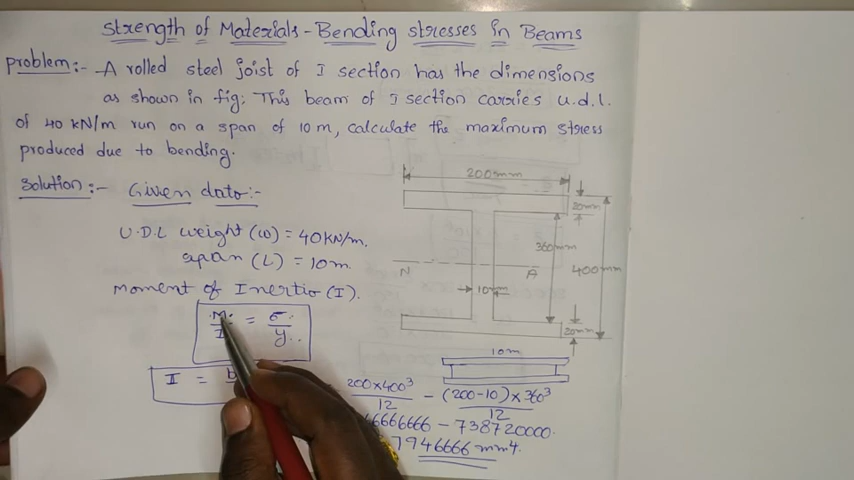 Strength of Materials - Bending stresses in Beams
Problem:- A rolled steel joist of I section has the dimensions
as shown in fig; This beam of I section carries u.d.l.
of 40 kN/m run on a span of 10 m, calculate the maximum stress
produced due to bending.
Solution:- Given data:-
U.D.L weight (w) = 40KN/m.
span (L) = 10m.
Moment of Inertia (I).
M/I = σ/y
I =
200×400³/12 - (200-10)×360³/12
66666666 - 738720000.
7946666 mm4.
200mm
20mm
360mm
400mm
N A
10mm
20mm
10m